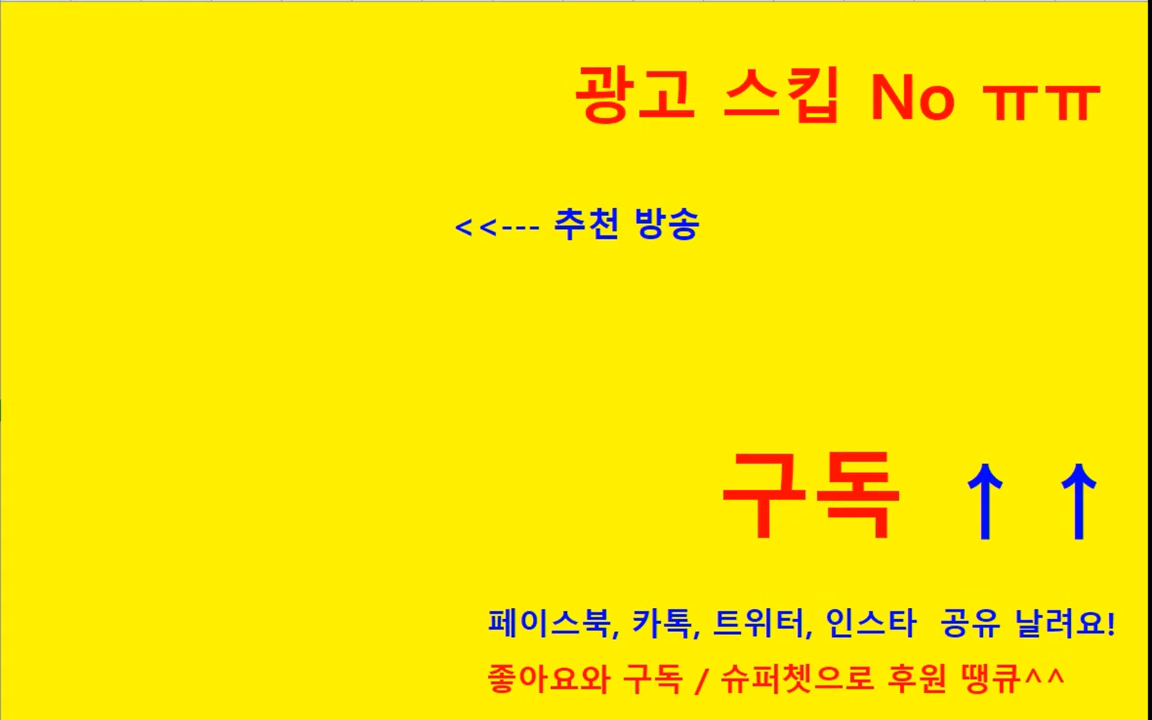 광고 스킵 No ㅠㅠ
<<--- 추천 방송
구독 ↑ ↑
페이스북, 카톡, 트위터, 인스타 공유 날려요!
좋아요와 구독 / 슈퍼쳇으로 후원 땡큐^^